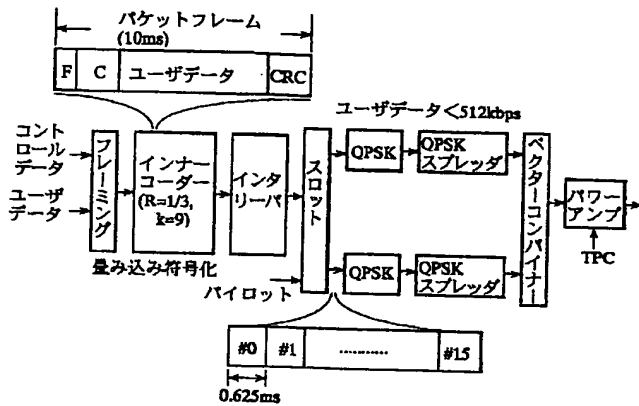 パケットフレーム
(10ms)
F C ユーザデータ CRC
ユーザデータ<512kbps
コント
ロールデータ
ユーザ
データ
フレーミング
インナー
コーダー
(R=1/3,
k=9)
畳み込み符号化
インタ
リーバ
パイロット
スロット
QPSK
QPSK
スプレッダ
QPSK
QPSK
スプレッダ
ベクターコンバイナー
パワー
アンプ
TPC
#0 #1 ........... #15
0.625ms